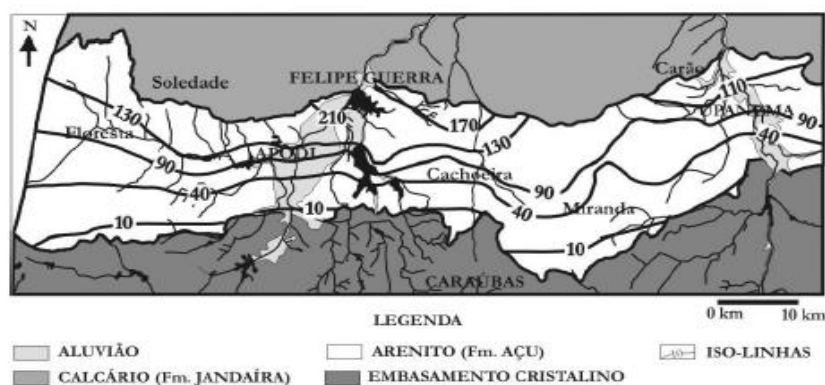 N
Soledade
FELIPE GUERRA
Carão
130
Floresta
210
170
110
UPANEMA
90
APODI
130
90
40
90
Cachoeira
40
40
Miranda
10
10
10
CARAÚBAS
0 km 10 km
LEGENDA
ALUVIÃO
ARENITO (Fm. AÇU)
ISO-LINHAS
CALCÁRIO (Fm. JANDAÍRA)
EMBASAMENTO CRISTALINO